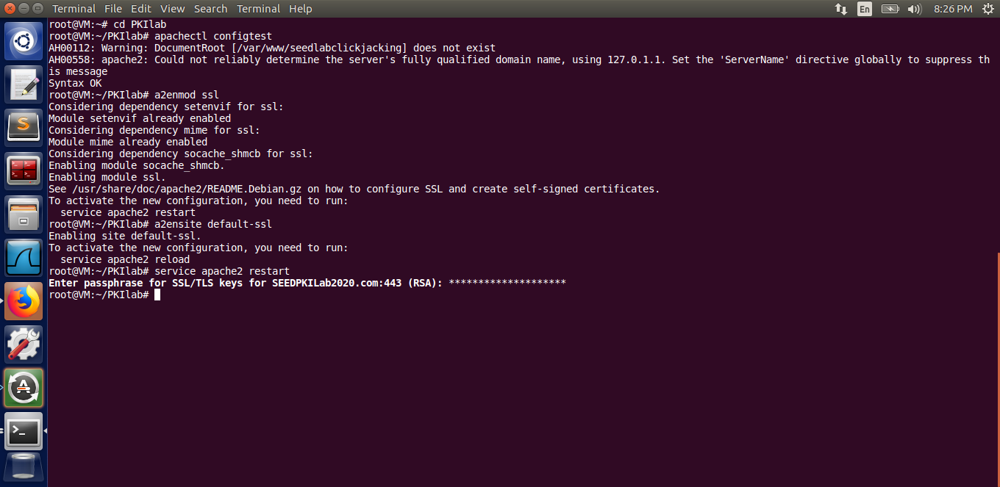 Terminal File Edit View Search Terminal Help En 8:26 PM
root@VM:~# cd PKIlab
root@VM:~/PKIlab# apachectl configtest
AH00112: Warning: DocumentRoot [/var/www/seedlabclickjacking] does not exist
AH00558: apache2: Could not reliably determine the server's fully qualified domain name, using 127.0.1.1. Set the 'ServerName' directive globally to suppress th
is message
Syntax OK
root@VM:~/PKIlab# a2enmod ssl
Considering dependency setenvif for ssl:
Module setenvif already enabled
Considering dependency mime for ssl:
Module mime already enabled
Considering dependency socache_shmcb for ssl:
Enabling module socache_shmcb.
Enabling module ssl.
See /usr/share/doc/apache2/README.Debian.gz on how to configure SSL and create self-signed certificates.
To activate the new configuration, you need to run:
  service apache2 restart
root@VM:~/PKIlab# a2ensite default-ssl
Enabling site default-ssl.
To activate the new configuration, you need to run:
  service apache2 reload
root@VM:~/PKIlab# service apache2 restart
Enter passphrase for SSL/TLS keys for SEEDPKILab2020.com:443 (RSA): ********************
root@VM:~/PKIlab#